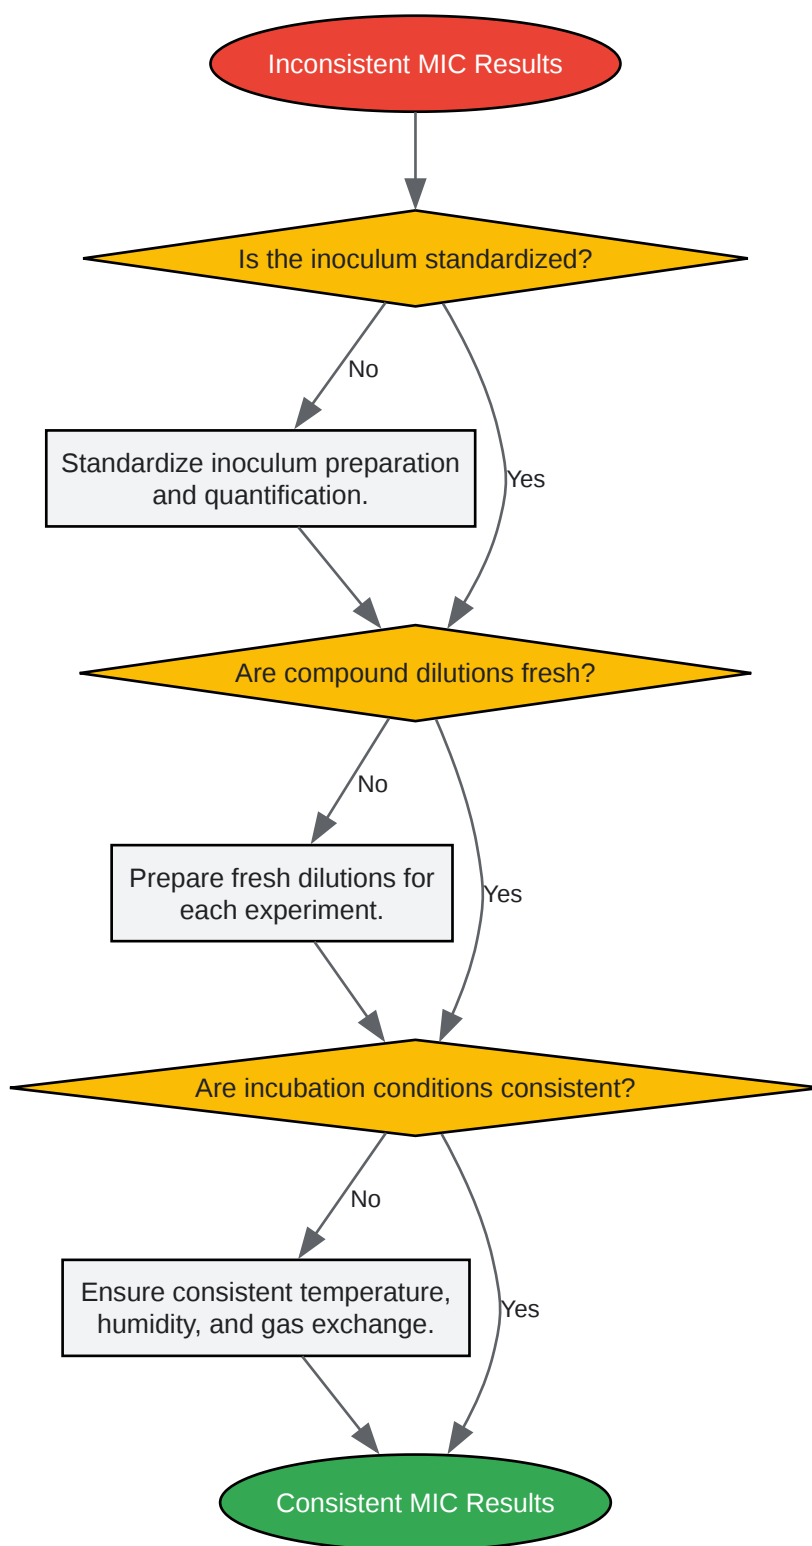 Inconsistent MIC Results
Is the inoculum standardized?
No
Standardize inoculum preparation
and quantification.
Yes
Are compound dilutions fresh?
No
Prepare fresh dilutions for
each experiment.
Yes
Are incubation conditions consistent?
No
Ensure consistent temperature,
humidity, and gas exchange.
Yes
Consistent MIC Results